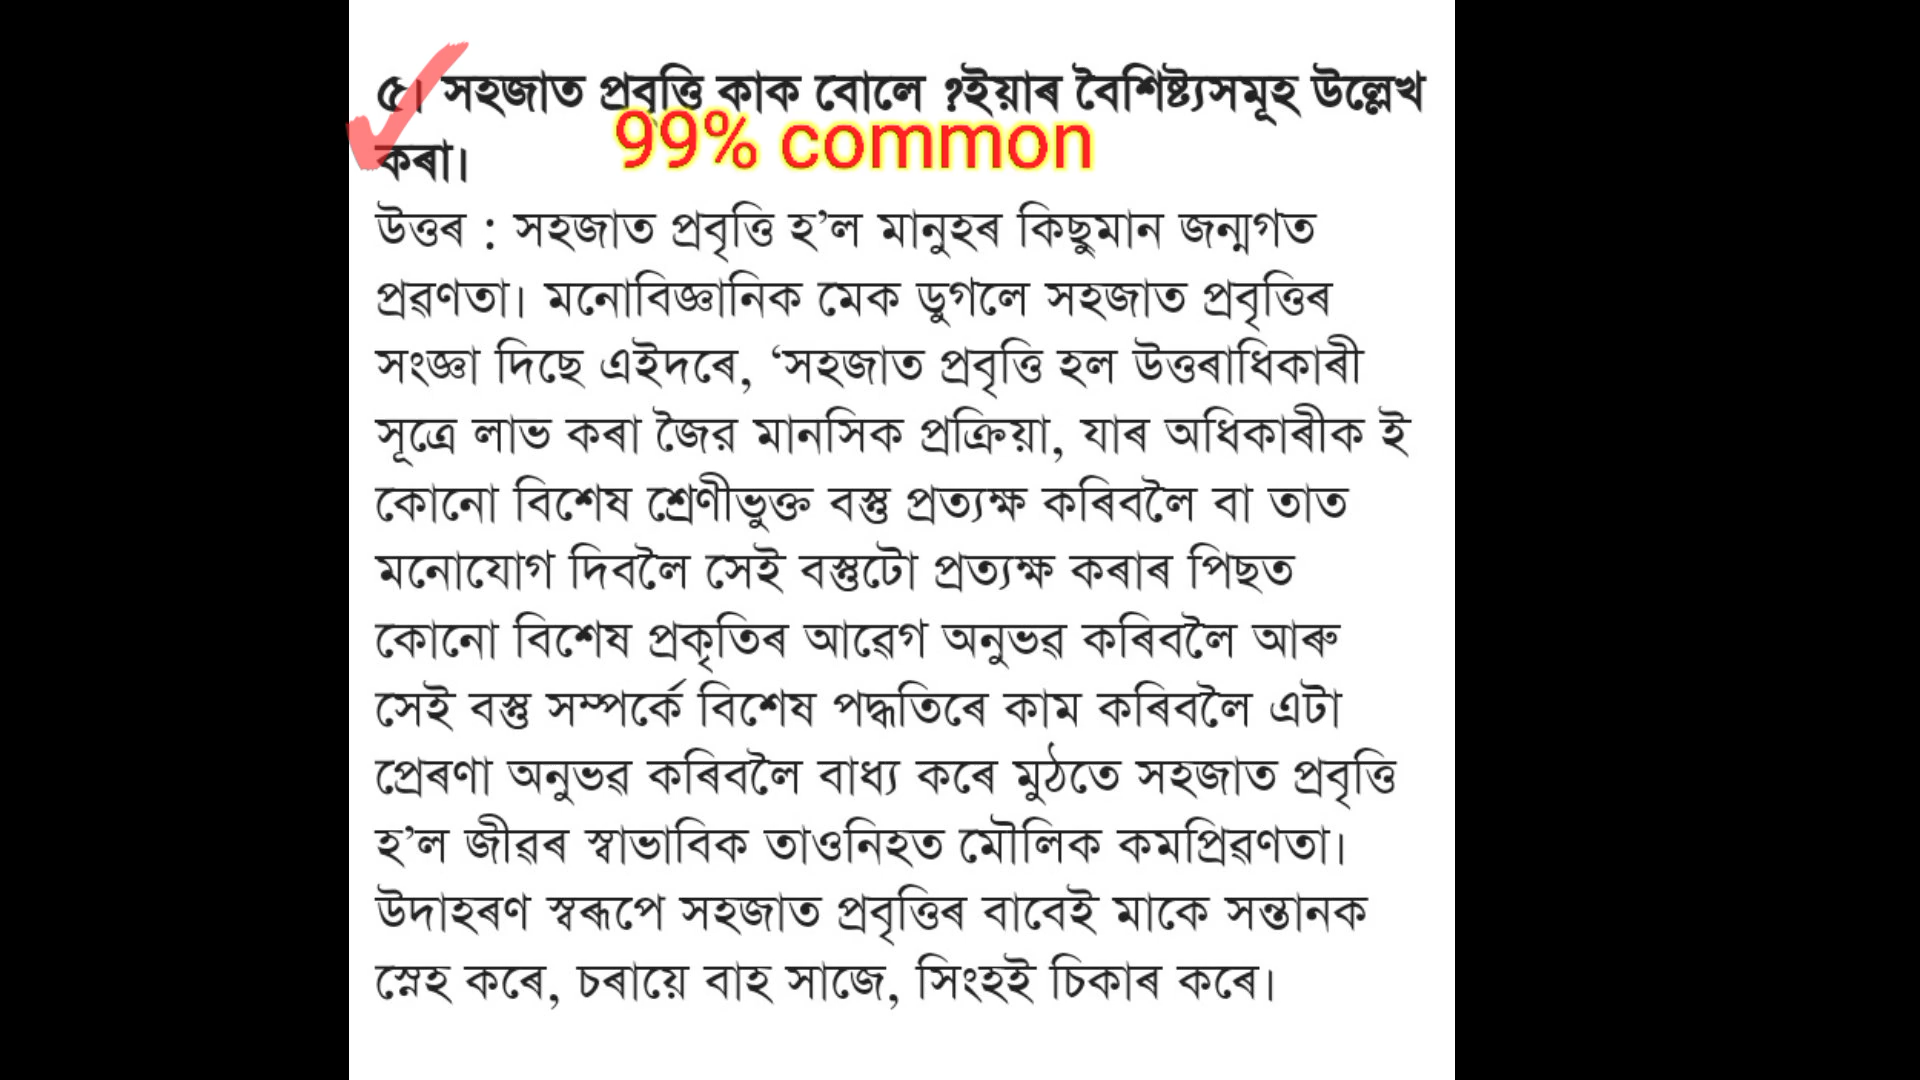 ৫। সহজাত প্ৰবৃত্তি কাক বোলে ?ইয়াৰ বৈশিষ্ট্যসমূহ উল্লেখ
কৰা।
99% common
উত্তৰ : সহজাত প্ৰবৃত্তি হ’ল মানুহৰ কিছুমান জন্মগত
প্ৰৱণতা। মনোবিজ্ঞানিক মেক ডুগলে সহজাত প্ৰবৃত্তিৰ
সংজ্ঞা দিছে এইদৰে, ‘সহজাত প্ৰবৃত্তি হল উত্তৰাধিকাৰী
সূত্ৰে লাভ কৰা জৈৱ মানসিক প্ৰক্ৰিয়া, যাৰ অধিকাৰীক ই
কোনো বিশেষ শ্ৰেণীভুক্ত বস্তু প্ৰত্যক্ষ কৰিবলৈ বা তাত
মনোযোগ দিবলৈ সেই বস্তুটো প্ৰত্যক্ষ কৰাৰ পিছত
কোনো বিশেষ প্ৰকৃতিৰ আৱেগ অনুভৱ কৰিবলৈ আৰু
সেই বস্তু সম্পৰ্কে বিশেষ পদ্ধতিৰে কাম কৰিবলৈ এটা
প্ৰেৰণা অনুভৱ কৰিবলৈ বাধ্য কৰে মুঠতে সহজাত প্ৰবৃত্তি
হ’ল জীৱৰ স্বাভাবিক তাওনিহত মৌলিক কমপ্ৰিৱণতা।
উদাহৰণ স্বৰূপে সহজাত প্ৰবৃত্তিৰ বাবেই মাকে সন্তানক
স্নেহ কৰে, চৰায়ে বাহ সাজে, সিংহই চিকাৰ কৰে।